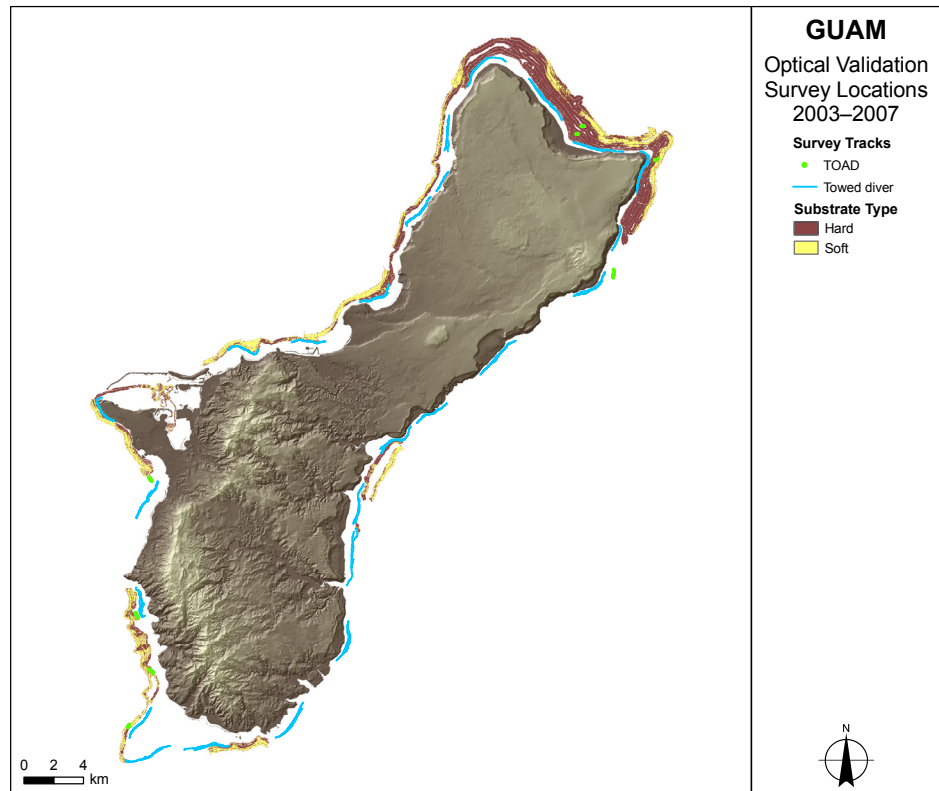 GUAM
Optical Validation
Survey Locations
2003–2007
Survey Tracks
TOAD
Towed diver
Substrate Type
Hard
Soft
N
0 2 4
km